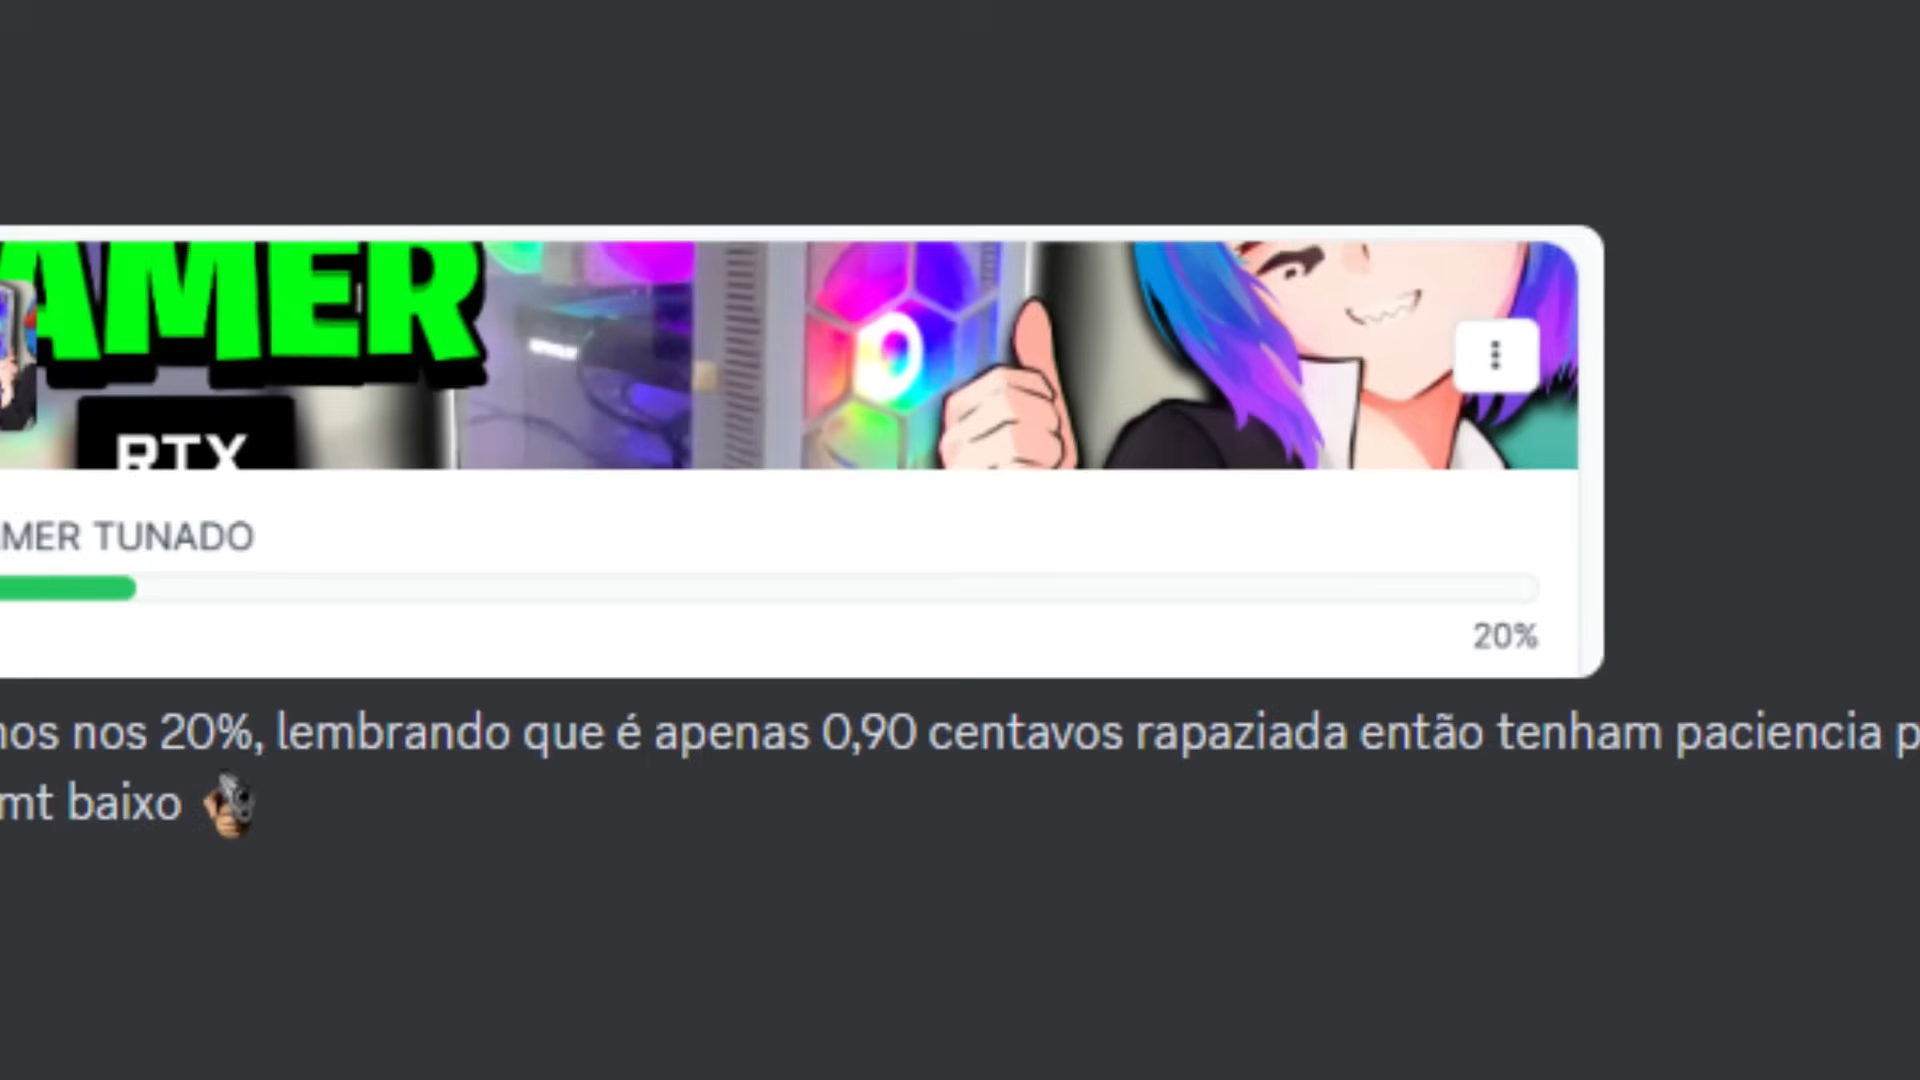 AMER
RTX
AMER TUNADO
20%
nos nos 20%, lembrando que é apenas 0,90 centavos rapaziada então tenham paciencia p
mt baixo